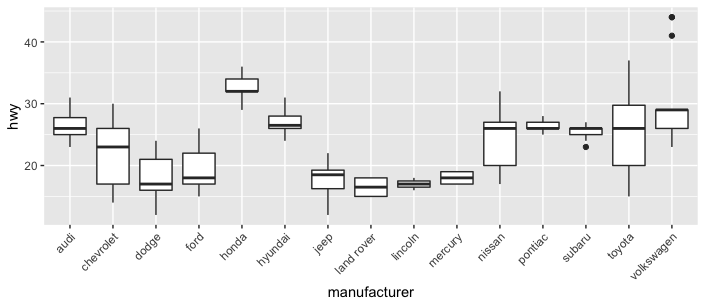 hwy
40
30
20
audi
chevrolet
dodge
ford
honda
hyundai
jeep
land rover
lincoln
mercury
nissan
pontiac
subaru
toyota
volkswagen
manufacturer